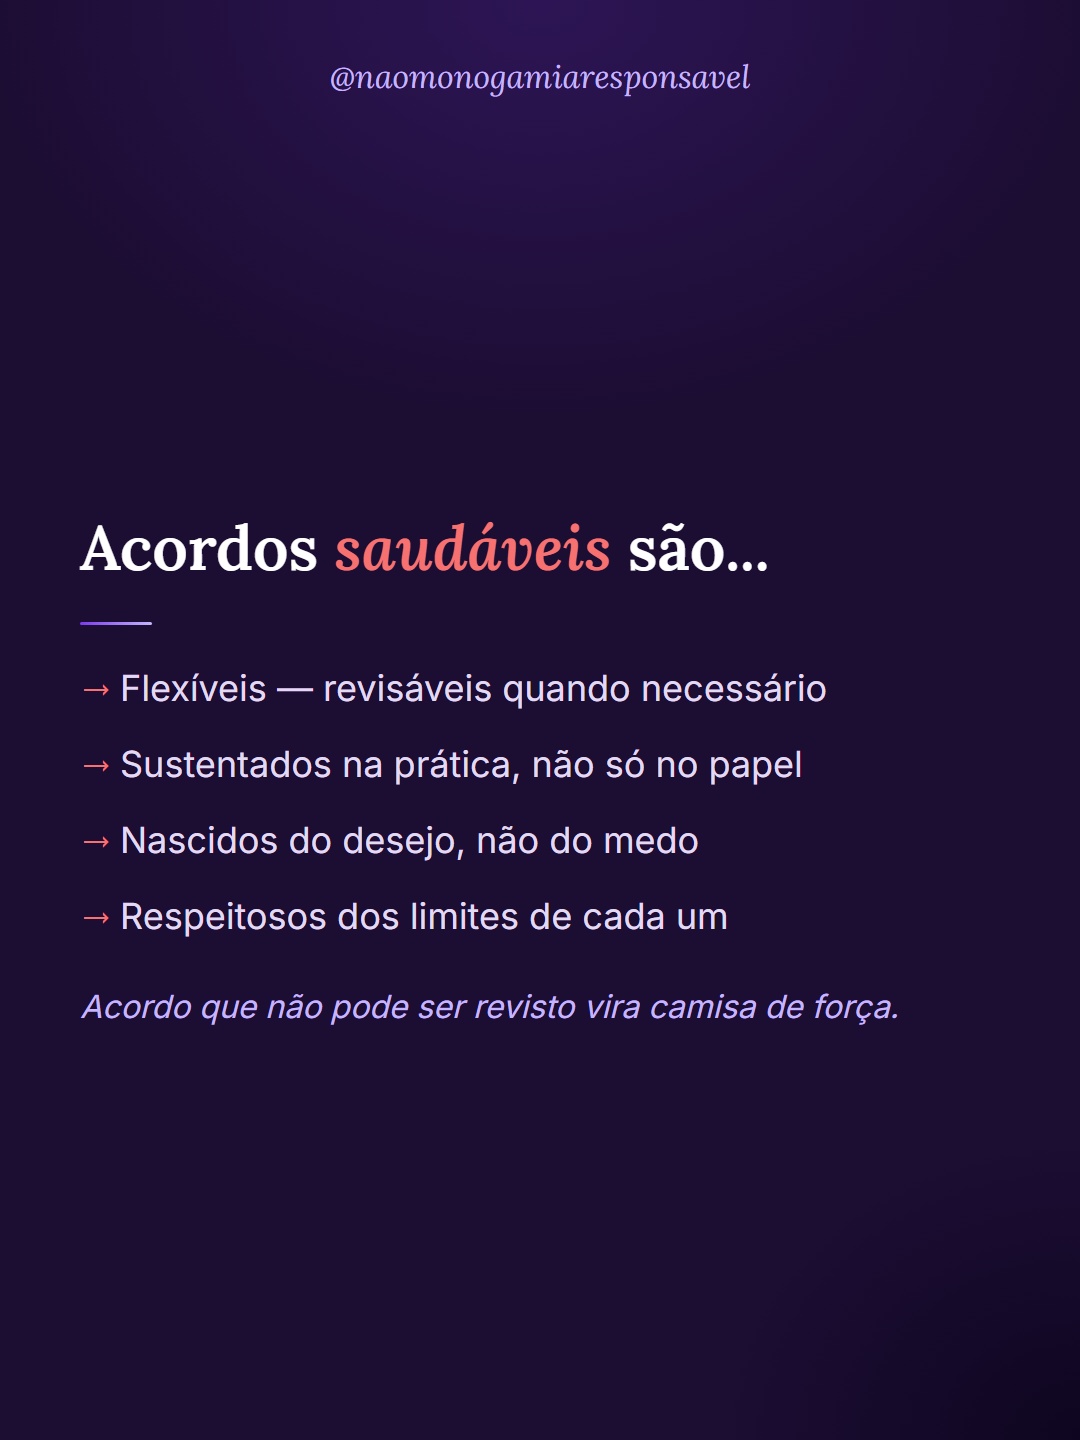 @naomonogamiaresponsavel
Acordos saudáveis são...
→ Flexíveis — revisáveis quando necessário
→ Sustentados na prática, não só no papel
→ Nascidos do desejo, não do medo
→ Respeitosos dos limites de cada um
Acordo que não pode ser revisto vira camisa de força.